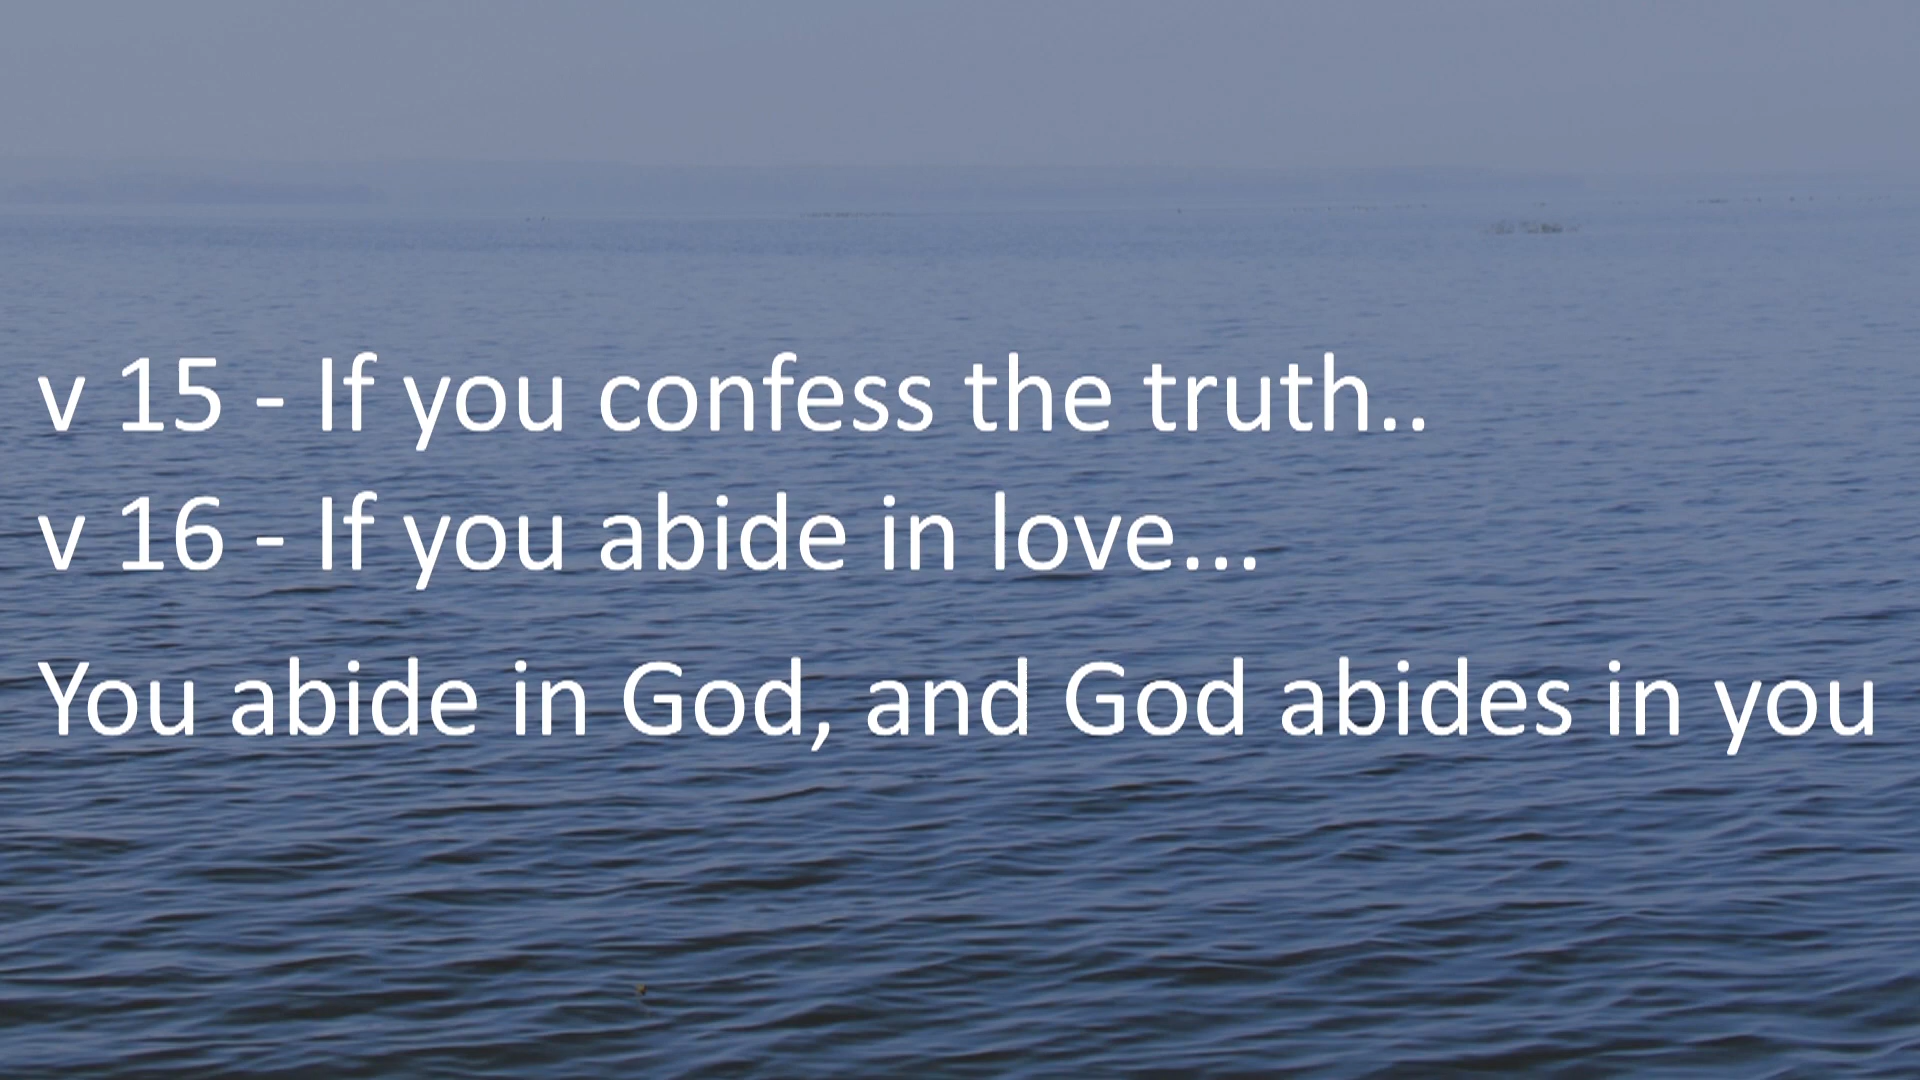 v 15 - If you confess the truth..
v 16 - If you abide in love...
You abide in God, and God abides in you